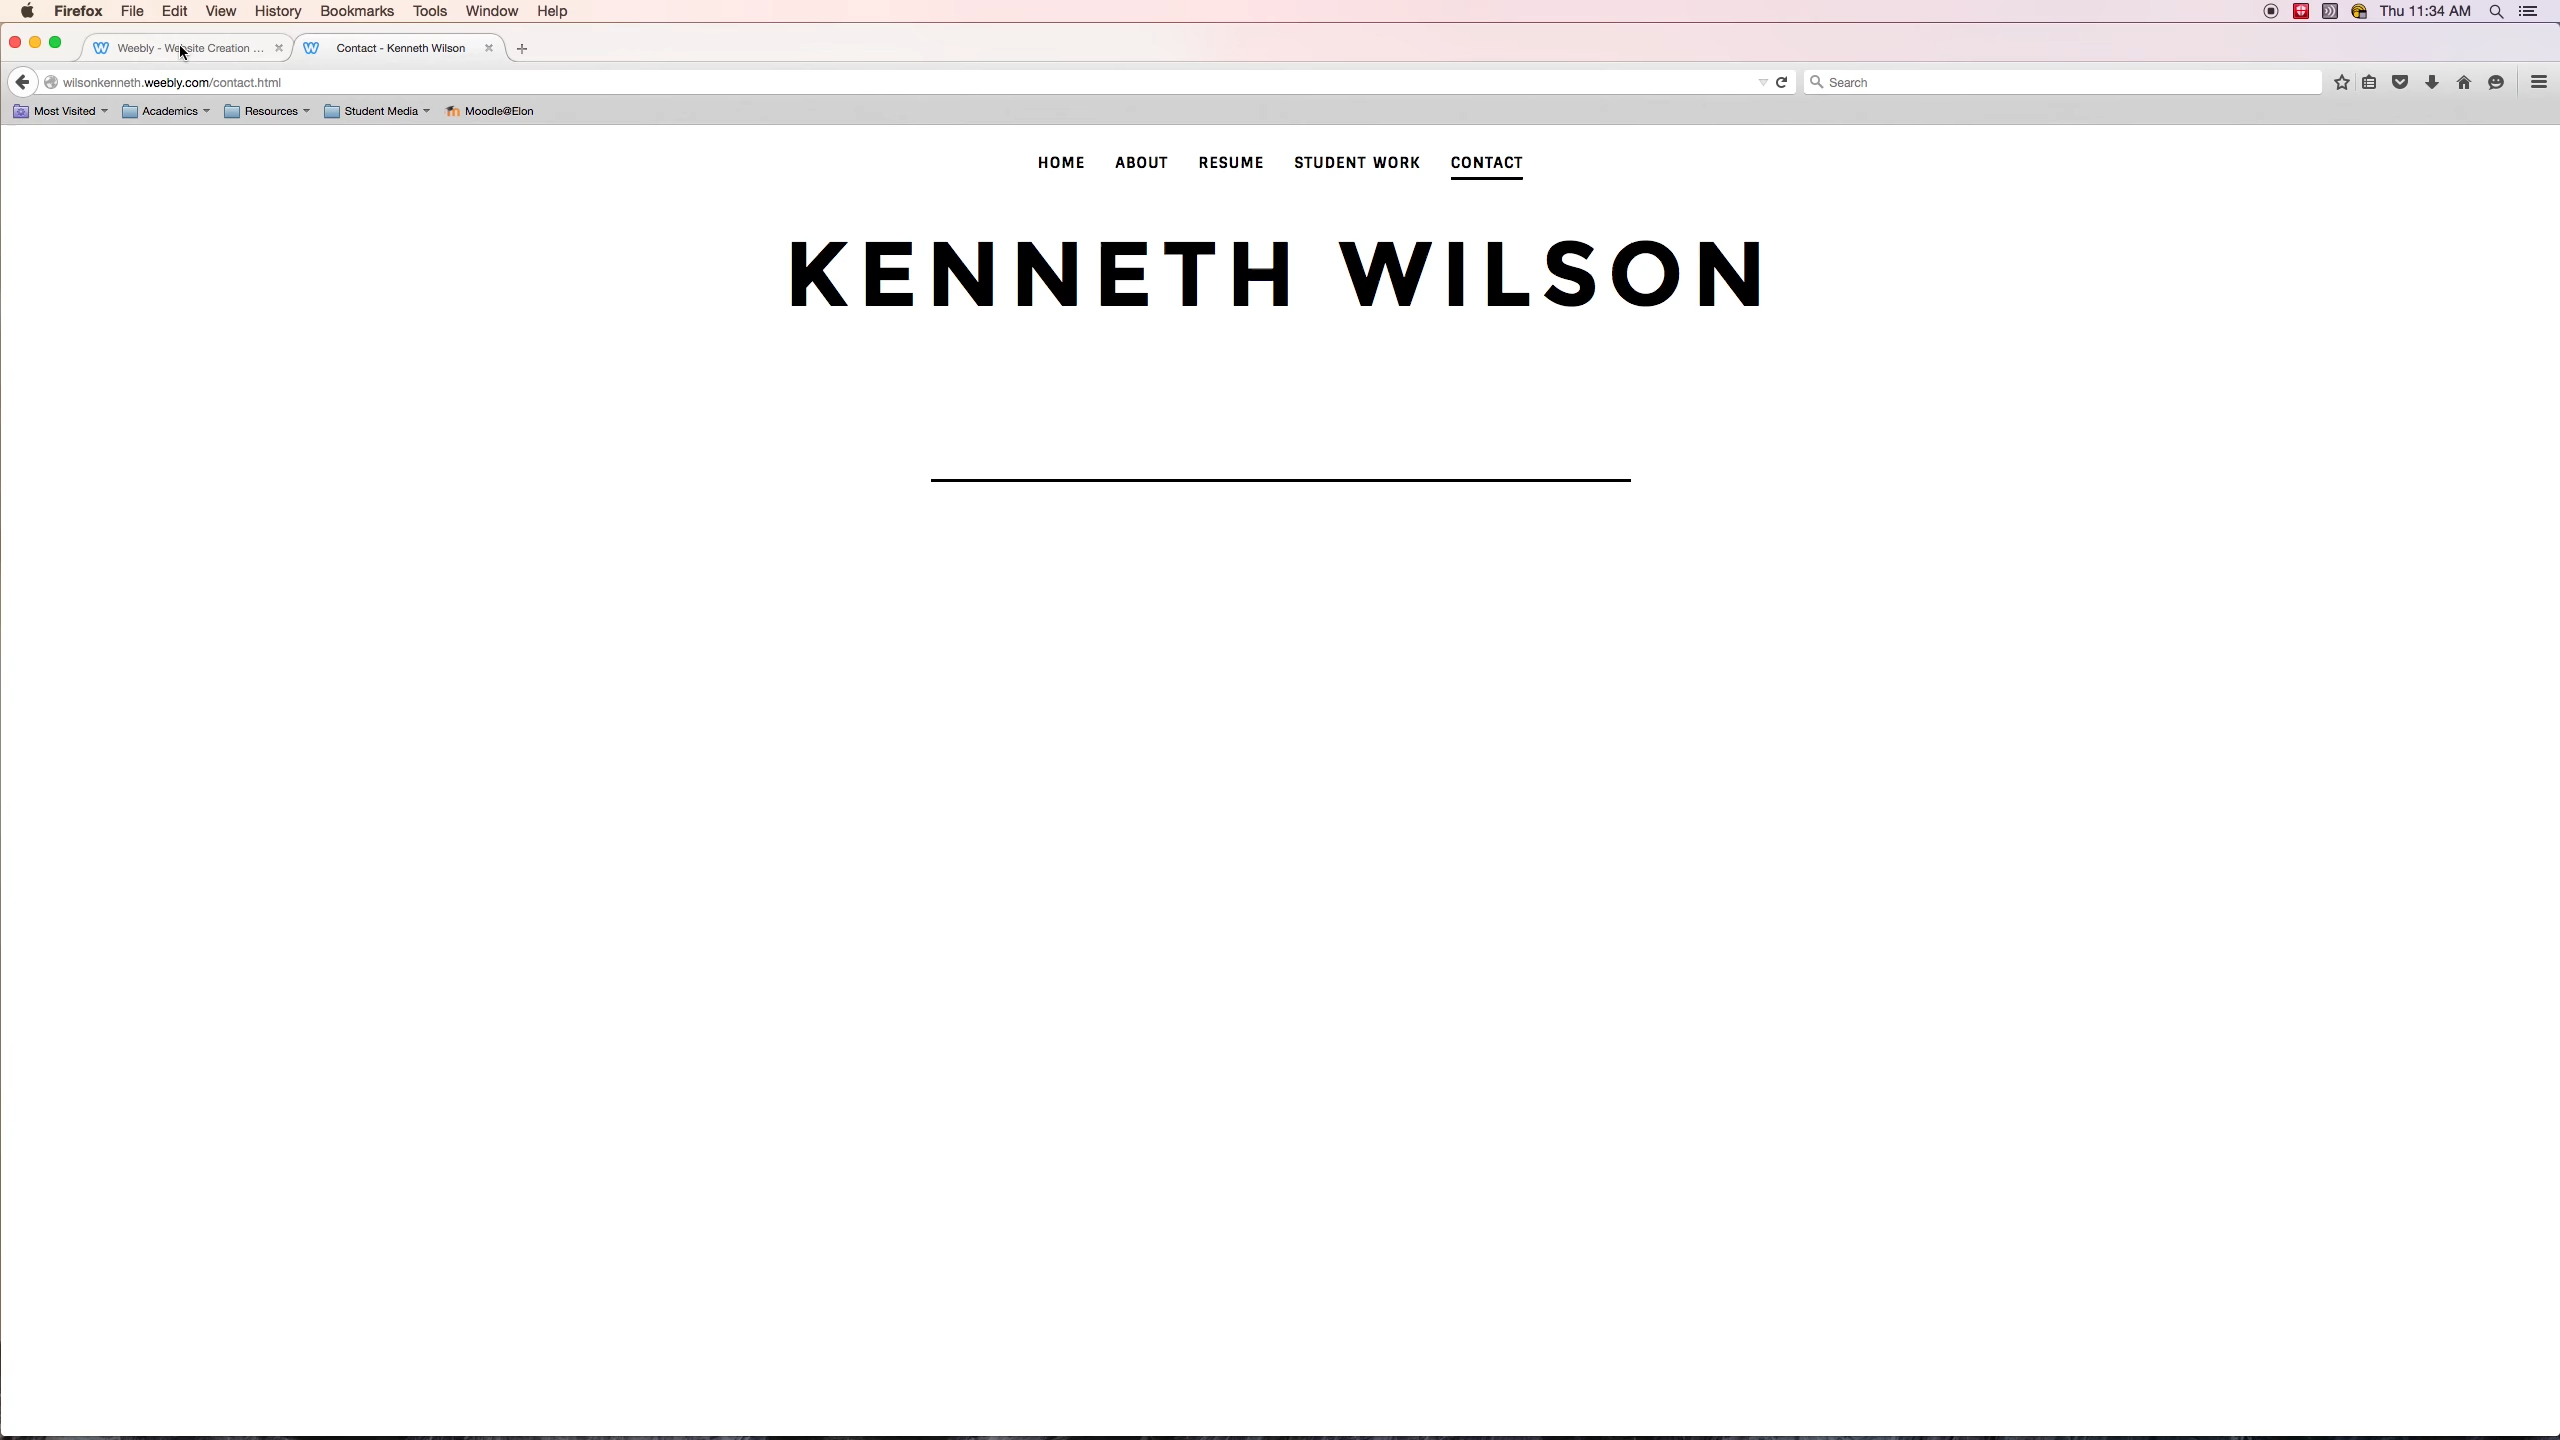 Firefox File Edit View History Bookmarks Tools Window Help Thu 11:34 AM
Weebly - Website Creation ... Contact - Kenneth Wilson
wilsonkenneth.weebly.com/contact.html Search
Most Visited Academics Resources Student Media Moodle@Elon
HOME ABOUT RESUME STUDENT WORK CONTACT
KENNETH WILSON